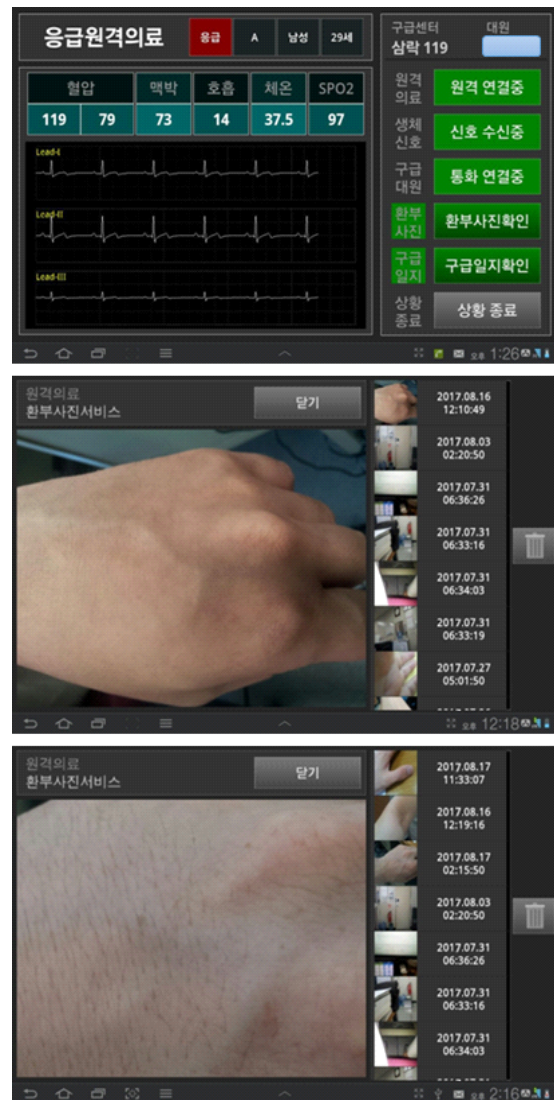 응급원격의료
응급 A 남성 29세
혈압 맥박 호흡 체온 SPO2
119 79 73 14 37.5 97
Lead-I
Lead-II
Lead-III
구급센터 대원
삼락 119
원격
의료
원격 연결중
생체
신호
신호 수신중
구급
대원
통화 연결중
환부
사진
환부사진확인
구급
일지
구급일지확인
상황
종료
상황 종료
오후 1:26
원격의료
환부사진서비스
닫기
2017.08.16
12:10:49
2017.08.03
02:20:50
2017.07.31
06:36:26
2017.07.31
06:33:16
2017.07.31
06:34:03
2017.07.31
06:33:19
2017.07.27
05:01:50
오후 12:18
원격의료
환부사진서비스
닫기
2017.08.17
11:33:07
2017.08.16
12:19:16
2017.08.17
02:15:50
2017.08.03
02:20:50
2017.07.31
06:36:26
2017.07.31
06:33:16
2017.07.31
06:34:03
오후 2:16